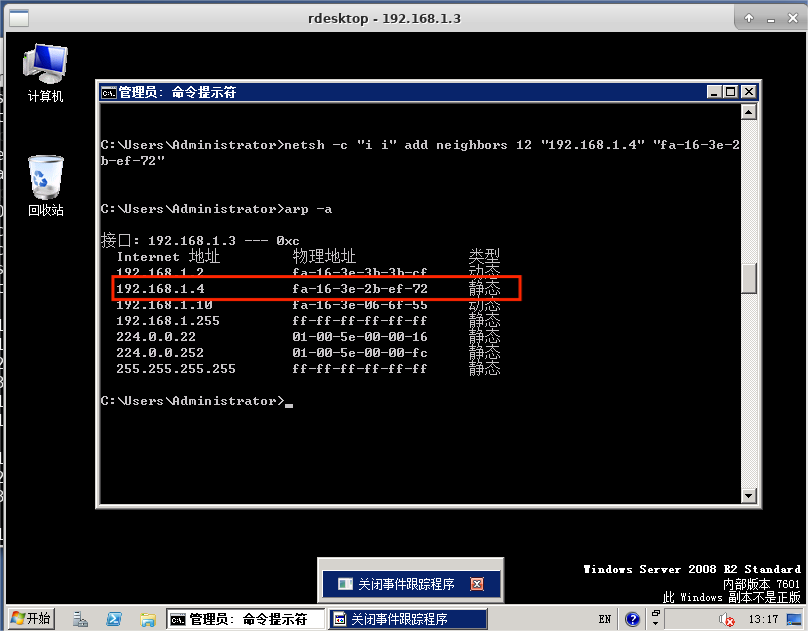 rdesktop - 192.168.1.3
计算机
回收站
管理员: 命令提示符
C:\Users\Administrator>netsh -c "i i" add neighbors 12 "192.168.1.4" "fa-16-3e-2
b-ef-72"
C:\Users\Administrator>arp -a
接口: 192.168.1.3 --- 0xc
Internet 地址 物理地址 类型
192.168.1.2 fa-16-3e-3b-3b-cf 动态
192.168.1.4 fa-16-3e-2b-ef-72 静态
192.168.1.10 fa-16-3e-06-6f-55 动态
192.168.1.255 ff-ff-ff-ff-ff-ff 静态
224.0.0.22 01-00-5e-00-00-16 静态
224.0.0.252 01-00-5e-00-00-fc 静态
255.255.255.255 ff-ff-ff-ff-ff-ff 静态
C:\Users\Administrator>
关闭事件跟踪程序
Windows Server 2008 R2 Standard
内部版本 7601
此 Windows 副本不是正版
开始 管理员: 命令提示符 关闭事件跟踪程序 EN 13:17